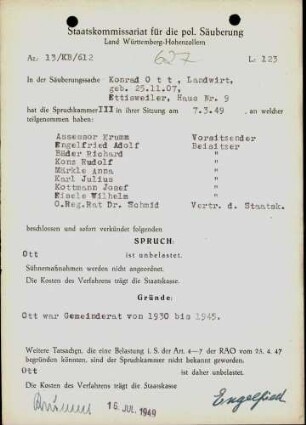 Staatskommissariat für die pol. Säuberung
Land Württemberg-Hohenzollern
Az. 13/KB/612
627
L: 123
In der Säuberungssache Konrad Ott, Landwirt,
geb. 25.11.07,
Ettisweiler, Haus Nr. 9
hat die Spruchkammer III in ihrer Sitzung am 7.3.49 , an welcher
teilgenommen haben:
Assessor Krumm Vorsitzender
Engelfried Adolf Beisitzer
Bäder Richard "
Konz Rudolf "
Märkle Anna "
Karl Julius "
Kottmann Josef "
Eisele Wilhelm "
O.Reg.Rat Dr. Schmid Vertr. d. Staatsk.
beschlossen und sofort verkündet folgenden
SPRUCH:
Ott
ist unbelastet.
Sühnemaßnahmen werden nicht angeordnet.
Die Kosten des Verfahrens trägt die Staatskasse.
Gründe:
Ott war Gemeinderat von 1930 bis 1945.
Weitere Tatsachen, die eine Belastung i. S. der Art. 4–7 der RAO vom 25. 4. 47
begründen können, sind der Spruchkammer nicht bekannt geworden.
Ott ist daher unbelastet.
Die Kosten des Verfahrens trägt die Staatskasse.
16. JUL. 1949
Engelfried